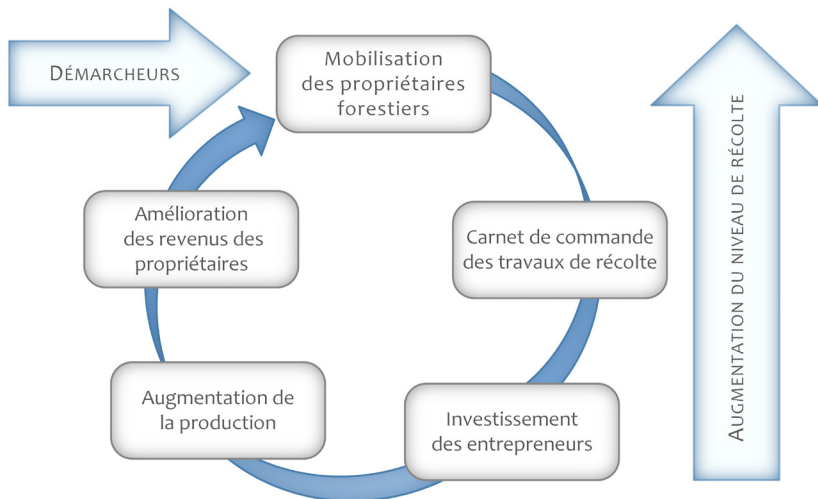 DÉMARCHEURS
Mobilisation
des propriétaires
forestiers
Carnet de commande
des travaux de récolte
Investissement
des entrepreneurs
Augmentation de
la production
Amélioration
des revenus des
propriétaires
AUGMENTATION DU NIVEAU DE RÉCOLTE